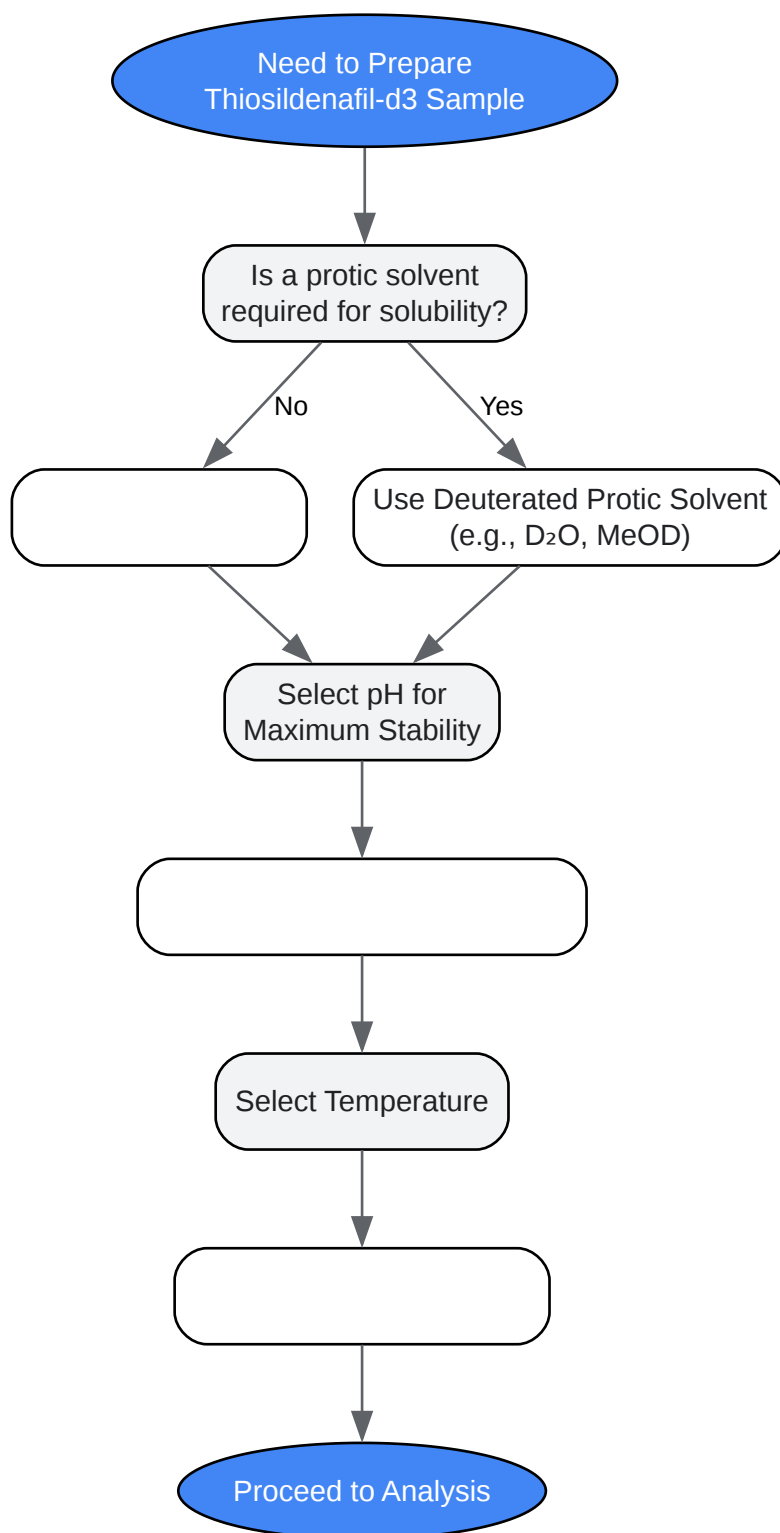 Need to Prepare
Thiosildenafil-d3 Sample
Is a protic solvent
required for solubility?
No
Yes
Use Deuterated Protic Solvent
(e.g., D₂O, MeOD)
Select pH for
Maximum Stability
Select Temperature
Proceed to Analysis